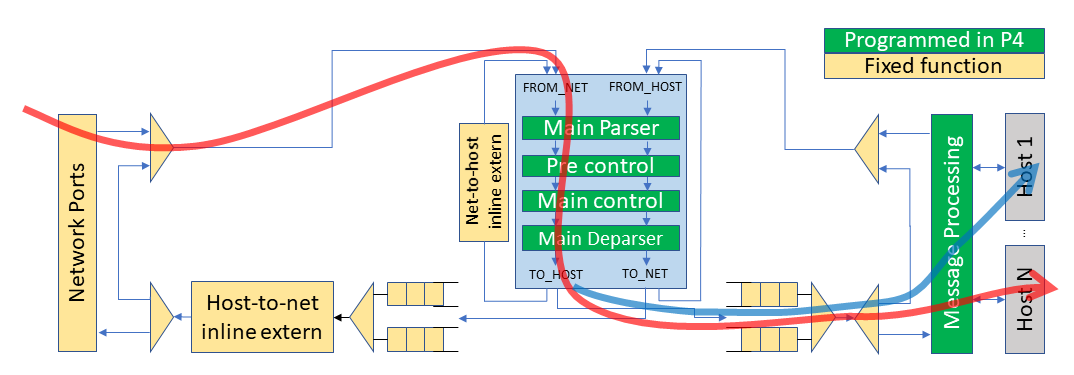 Programmed in P4
Fixed function
FROM_NET
FROM_HOST
Main Parser
Pre control
Main control
Main Deparser
TO_HOST
TO_NET
Net-to-host
inline extern
Network Ports
Host-to-net
inline extern
Message Processing
Host 1
...
Host N